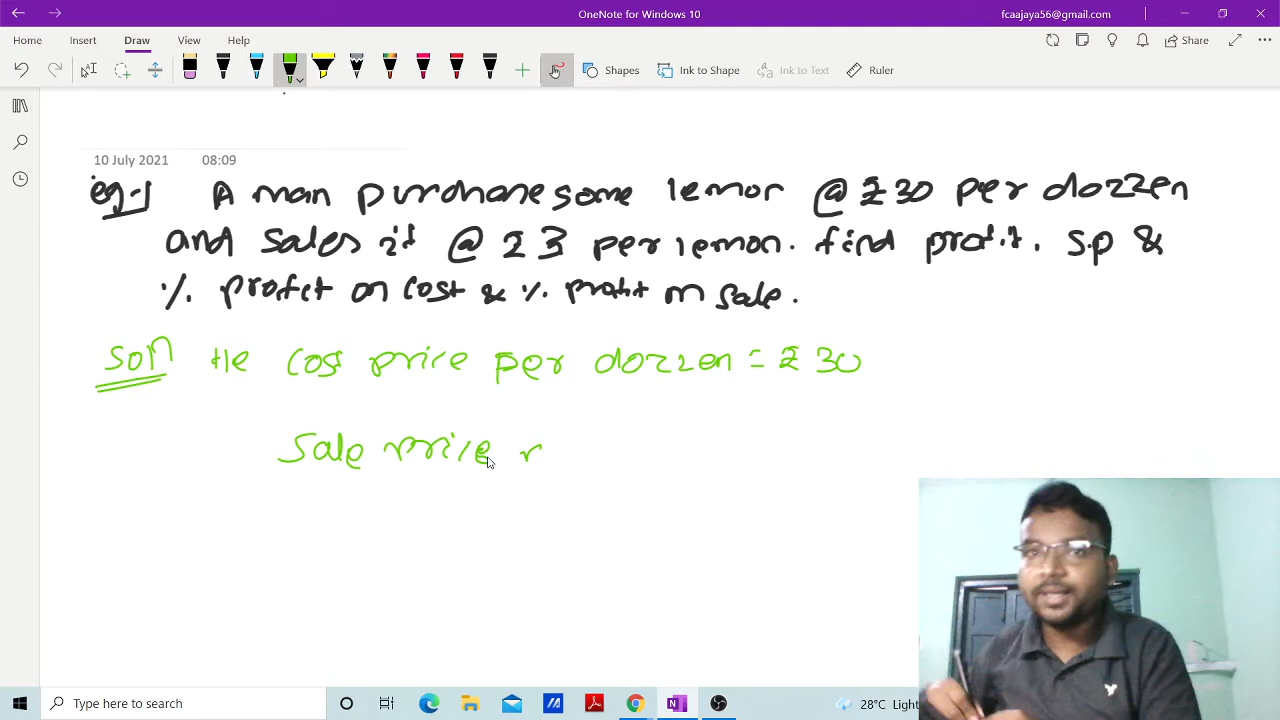 OneNote for Windows 10
fcaajaya56@gmail.com
Home Insert Draw View Help
Share
Shapes Ink to Shape Ink to Text Ruler
10 July 2021 08:09
eg-1 A man purchase some lemon @ ₹30 per dozzen
and sales it @ ₹3 per lemon. find profit. S.p &
% profit on cost & % profit on sale.
Soln the Cost price per dozzen = ₹30
Sale price
Type here to search
28°C Light